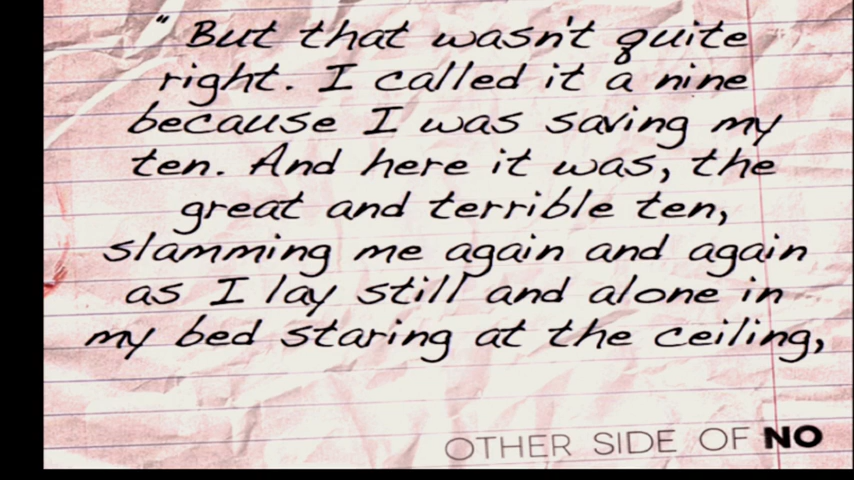 " But that wasn't quite
right. I called it a nine
because I was saving my
ten. And here it was, the
great and terrible ten,
slamming me again and again
as I lay still and alone in
my bed staring at the ceiling,
OTHER SIDE OF NO